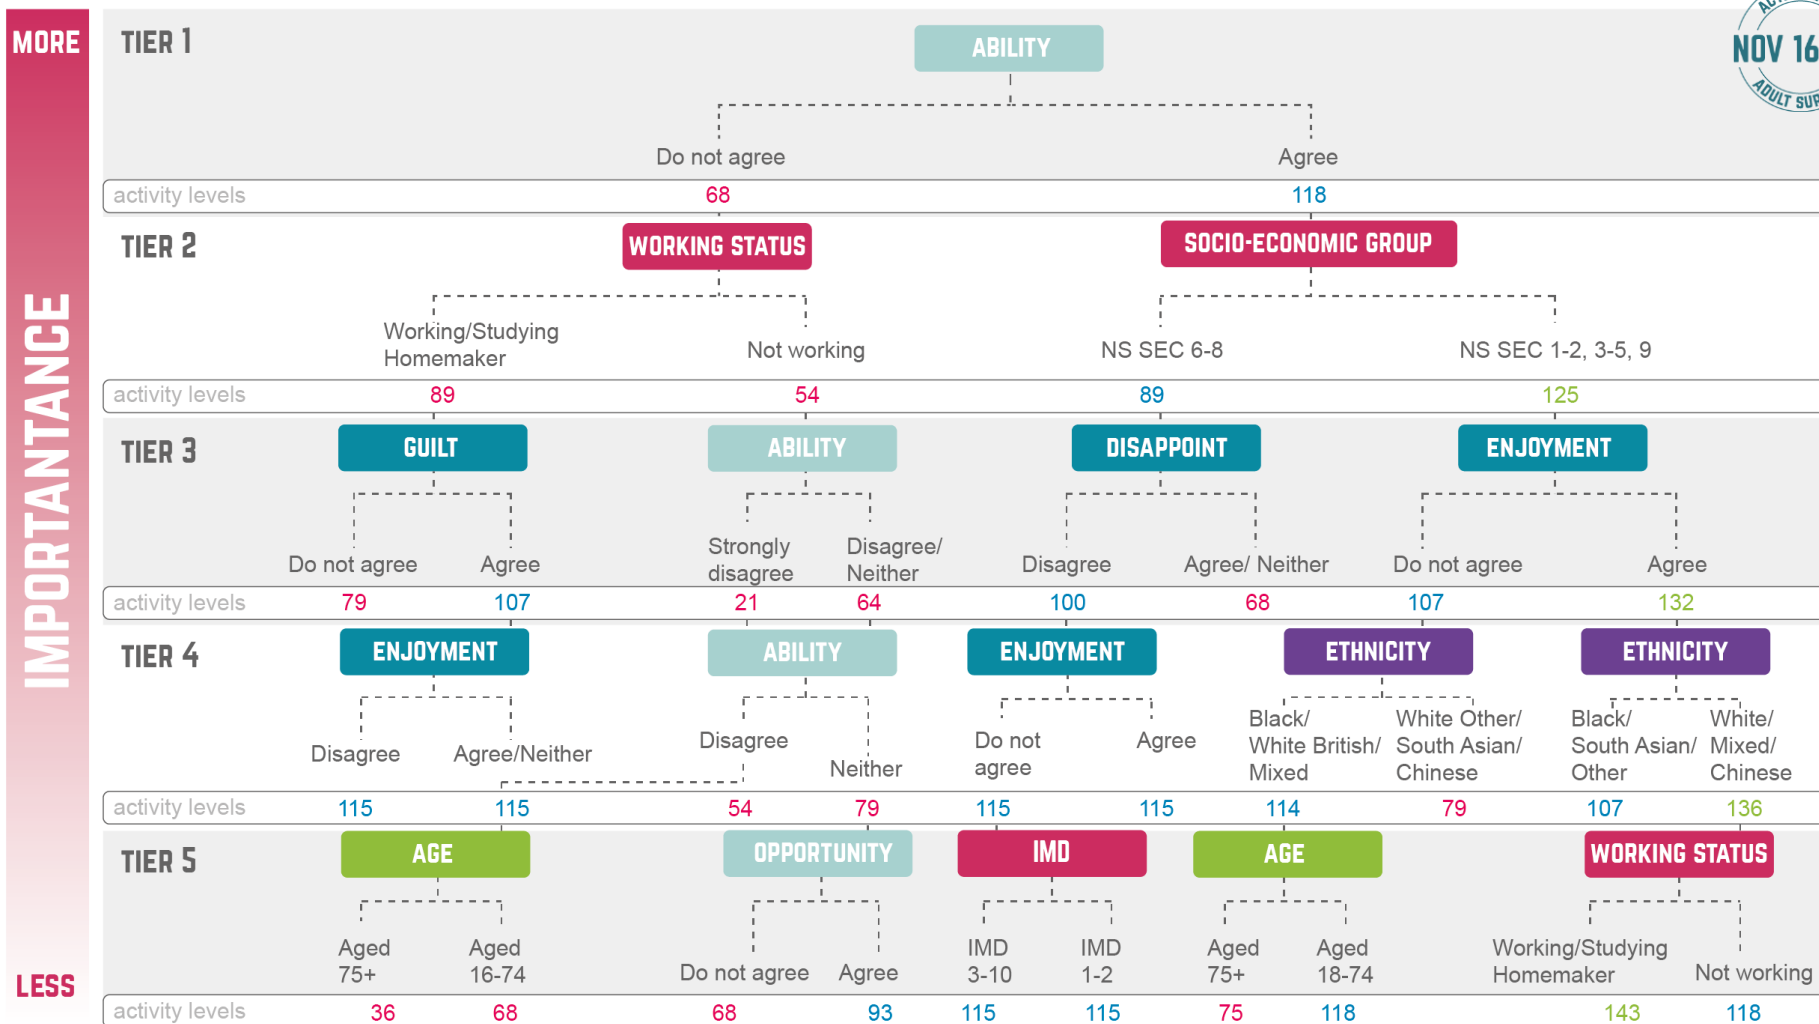 MORE
TIER 1
ABILITY
NOV 16
ADULT
Do not agree
Agree
activity levels
68
118
TIER 2
WORKING STATUS
SOCIO-ECONOMIC GROUP
Working/Studying
Homemaker
Not working
NS SEC 6-8
NS SEC 1-2, 3-5, 9
activity levels
89
54
89
125
IMPORTANTANCE
TIER 3
GUILT
ABILITY
DISAPPOINT
ENJOYMENT
Do not agree
Agree
Strongly
disagree
Disagree/
Neither
Disagree
Agree/ Neither
Do not agree
Agree
activity levels
79
107
21
64
100
68
107
132
TIER 4
ENJOYMENT
ABILITY
ENJOYMENT
ETHNICITY
ETHNICITY
Disagree
Agree/Neither
Disagree
Neither
Do not
agree
Agree
Black/
White British/
Mixed
White Other/
South Asian/
Chinese
Black/
South Asian/
Other
White/
Mixed/
Chinese
activity levels
115
115
54
79
115
115
114
79
107
136
TIER 5
AGE
OPPORTUNITY
IMD
AGE
WORKING STATUS
Aged
75+
Aged
16-74
Do not agree
Agree
IMD
3-10
IMD
1-2
Aged
75+
Aged
18-74
Working/Studying
Homemaker
Not working
LESS
activity levels
36
68
68
93
115
115
75
118
143
118